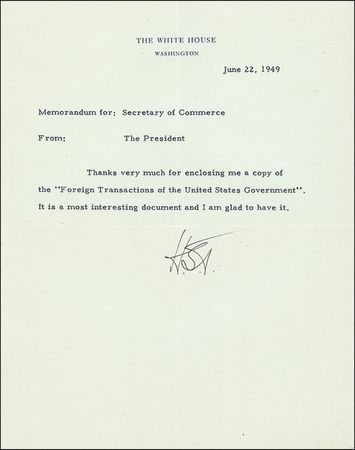 THE WHITE HOUSE
WASHINGTON
June 22, 1949
Memorandum for: Secretary of Commerce
From: The President
Thanks very much for enclosing me a copy of
the "Foreign Transactions of the United States Government".
It is a most interesting document and I am glad to have it.
H.S.T.